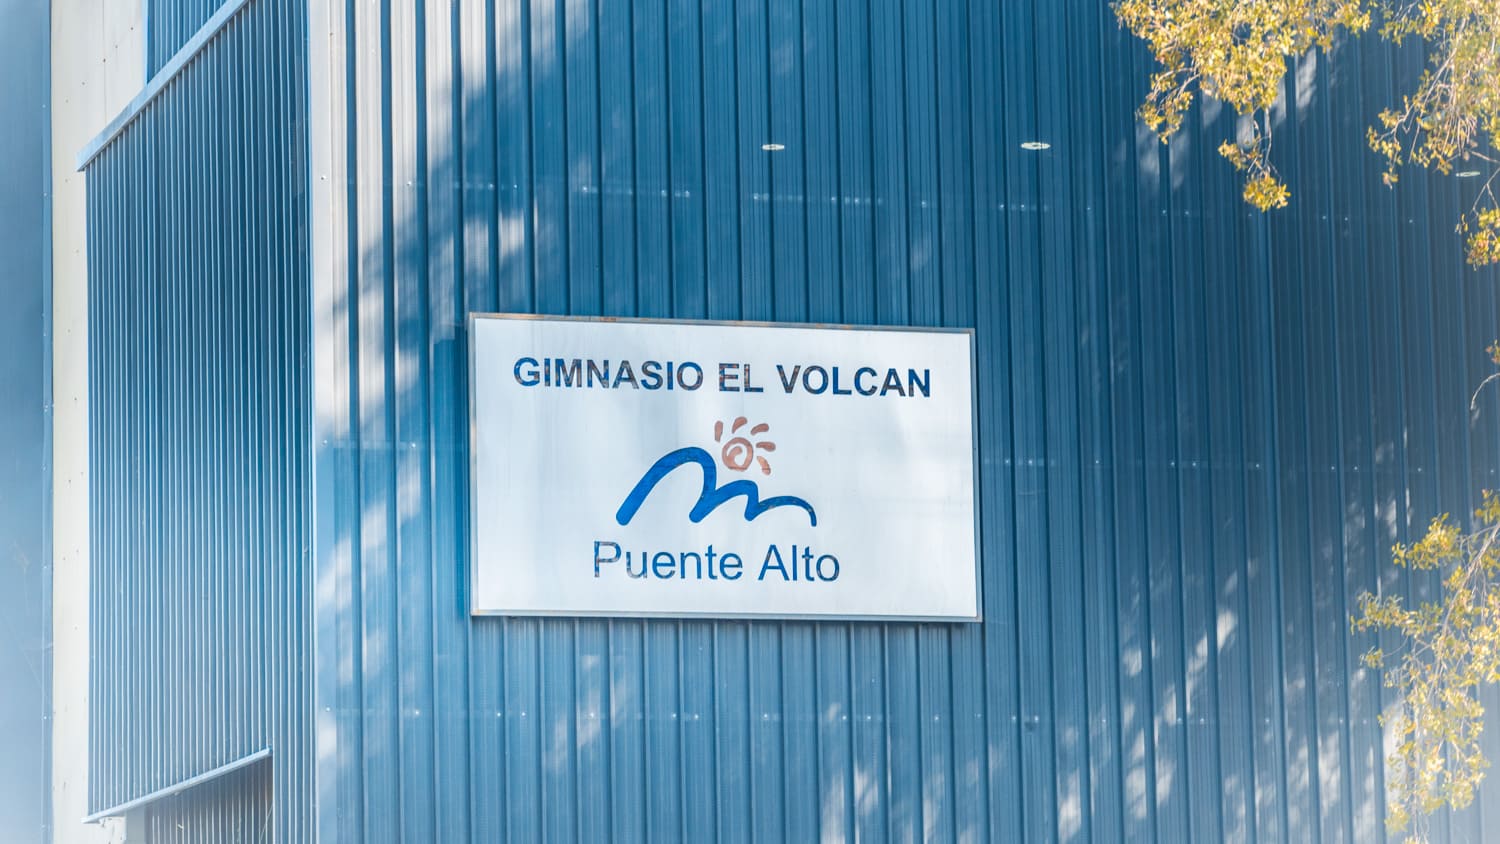 GIMNASIO EL VOLCAN
Puente Alto